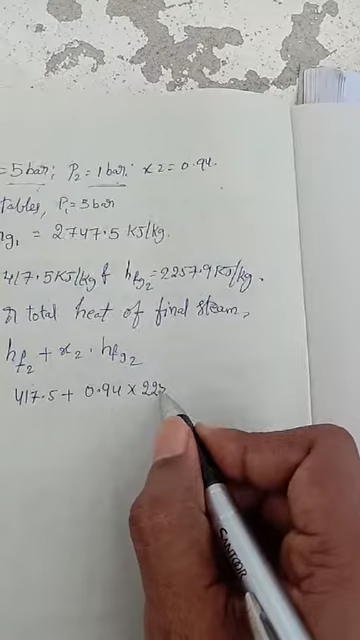 = 5 bar; P₂ = 1 bar; x2 = 0.94.
tables, P₁ = 5 bar
hg₁ = 2747.5 KJ/kg.
417.5 KJ/kg & hfg₂ = 2257.9 KJ/kg.
total heat of final steam,
hf₂ + x₂ . hfg₂
417.5 + 0.94 × 225
SANTOOR